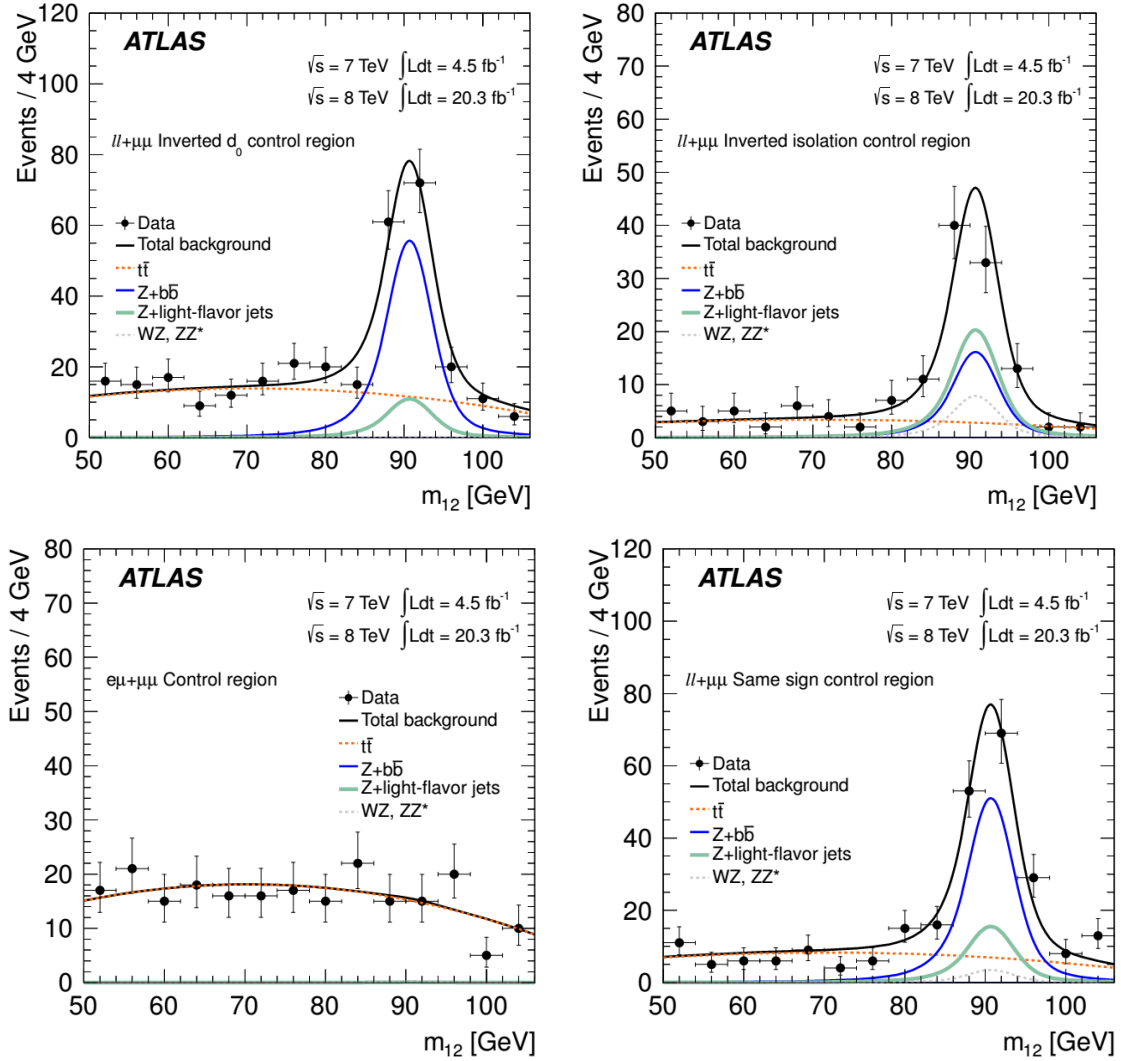 Events / 4 GeV
120
100
80
60
40
20
0
ATLAS
√s = 7 TeV ∫Ldt = 4.5 fb⁻¹
√s = 8 TeV ∫Ldt = 20.3 fb⁻¹
ll+μμ Inverted d₀ control region
Data
Total background
tt̄
Z+bb̄
Z+light-flavor jets
WZ, ZZ*
50 60 70 80 90 100
m₁₂ [GeV]
Events / 4 GeV
80
70
60
50
40
30
20
10
0
ATLAS
√s = 7 TeV ∫Ldt = 4.5 fb⁻¹
√s = 8 TeV ∫Ldt = 20.3 fb⁻¹
ll+μμ Inverted isolation control region
Data
Total background
tt̄
Z+bb̄
Z+light-flavor jets
WZ, ZZ*
50 60 70 80 90 100
m₁₂ [GeV]
Events / 4 GeV
80
70
60
50
40
30
20
10
0
ATLAS
√s = 7 TeV ∫Ldt = 4.5 fb⁻¹
√s = 8 TeV ∫Ldt = 20.3 fb⁻¹
eμ+μμ Control region
Data
Total background
tt̄
Z+bb̄
Z+light-flavor jets
WZ, ZZ*
50 60 70 80 90 100
m₁₂ [GeV]
Events / 4 GeV
120
100
80
60
40
20
0
ATLAS
√s = 7 TeV ∫Ldt = 4.5 fb⁻¹
√s = 8 TeV ∫Ldt = 20.3 fb⁻¹
ll+μμ Same sign control region
Data
Total background
tt̄
Z+bb̄
Z+light-flavor jets
WZ, ZZ*
50 60 70 80 90 100
m₁₂ [GeV]